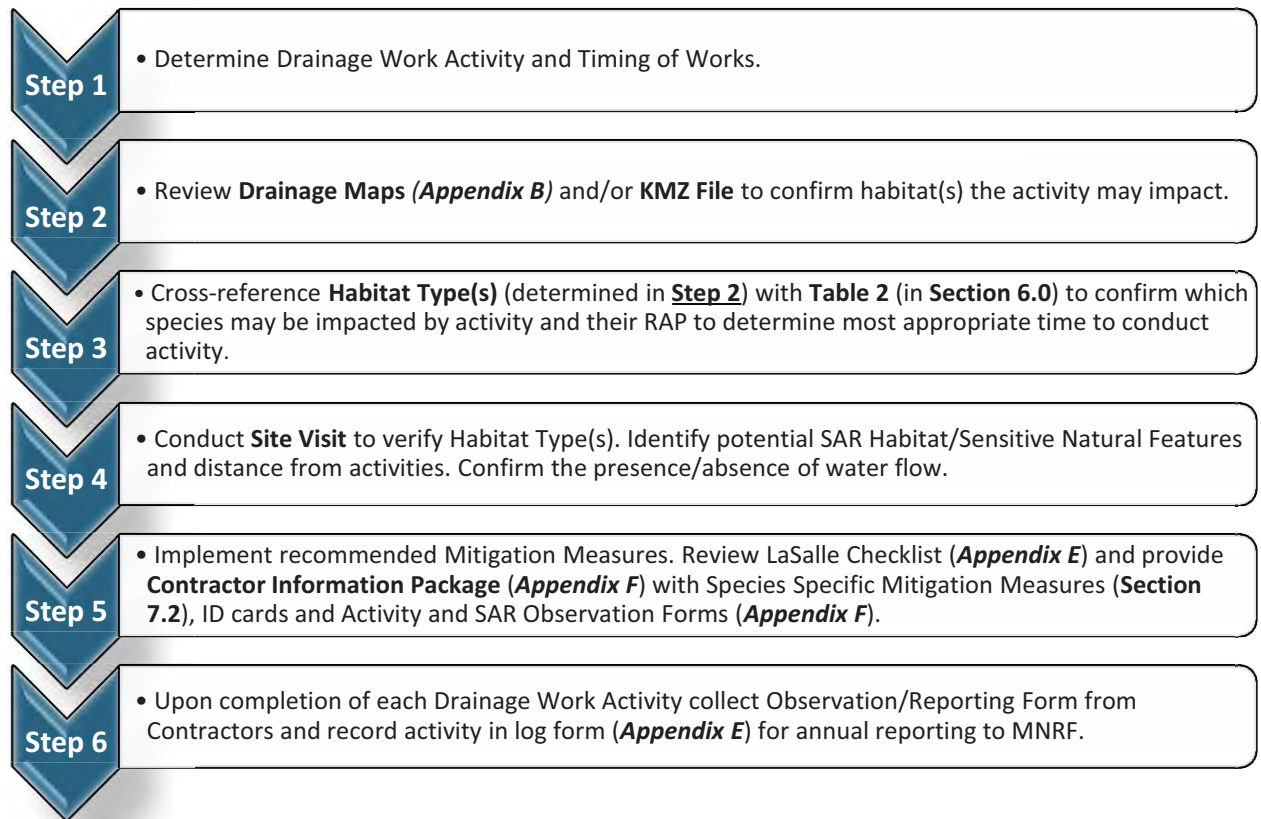 Step 1
• Determine Drainage Work Activity and Timing of Works.
Step 2
• Review Drainage Maps (Appendix B) and/or KMZ File to confirm habitat(s) the activity may impact.
Step 3
• Cross-reference Habitat Type(s) (determined in Step 2) with Table 2 (in Section 6.0) to confirm which
species may be impacted by activity and their RAP to determine most appropriate time to conduct
activity.
Step 4
• Conduct Site Visit to verify Habitat Type(s). Identify potential SAR Habitat/Sensitive Natural Features
and distance from activities. Confirm the presence/absence of water flow.
Step 5
• Implement recommended Mitigation Measures. Review LaSalle Checklist (Appendix E) and provide
Contractor Information Package (Appendix F) with Species Specific Mitigation Measures (Section
7.2), ID cards and Activity and SAR Observation Forms (Appendix F).
Step 6
• Upon completion of each Drainage Work Activity collect Observation/Reporting Form from
Contractors and record activity in log form (Appendix E) for annual reporting to MNRF.